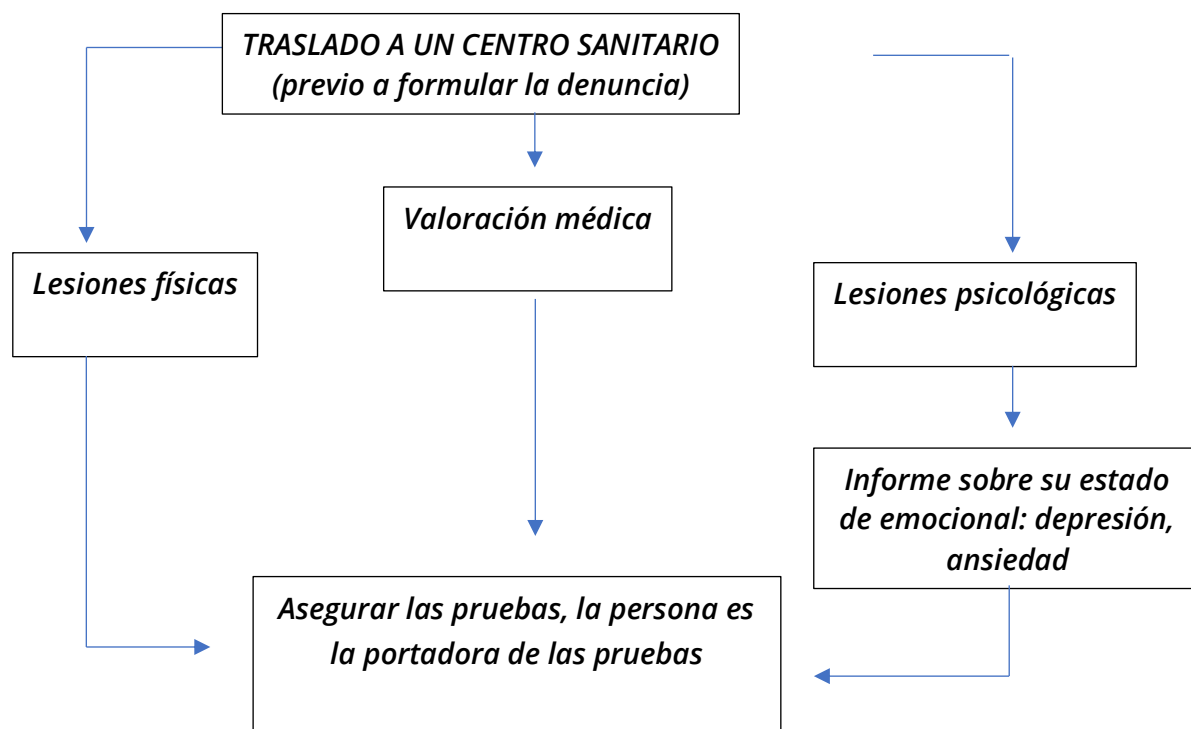 TRASLADO A UN CENTRO SANITARIO
(previo a formular la denuncia)
Valoración médica
Lesiones físicas
Lesiones psicológicas
Informe sobre su estado
de emocional: depresión,
ansiedad
Asegurar las pruebas, la persona es
la portadora de las pruebas